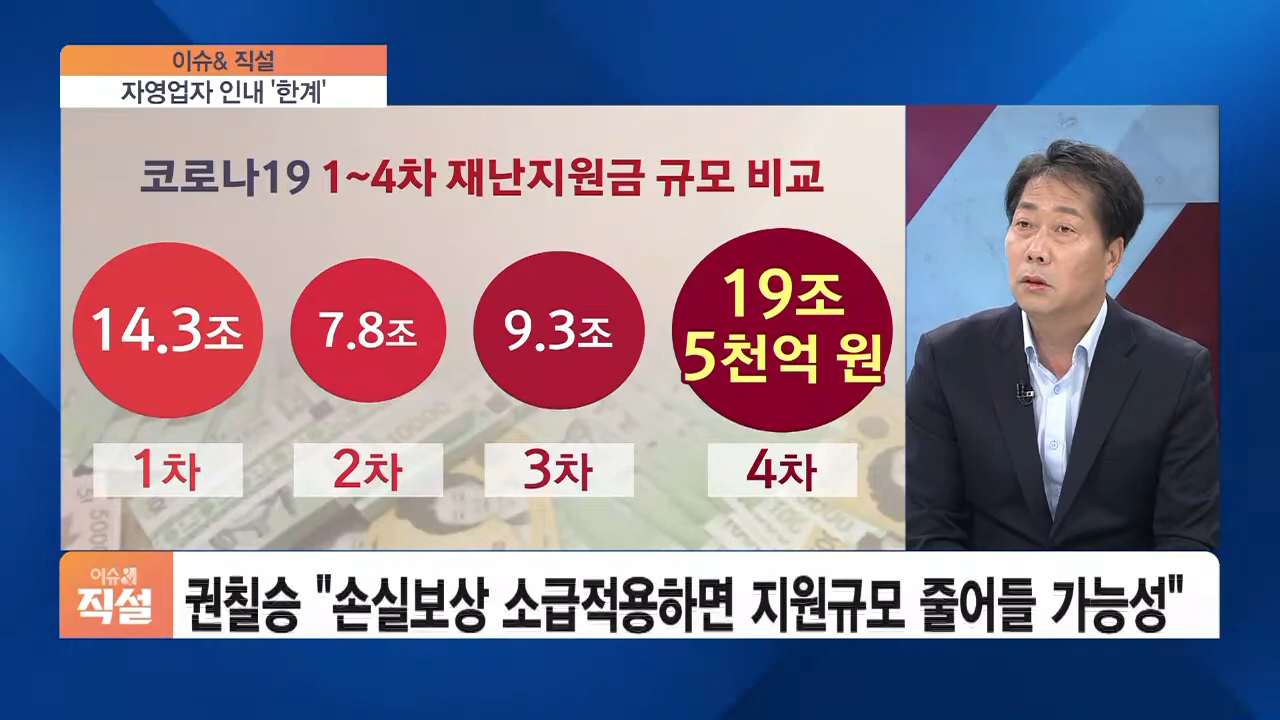 이슈& 직설
자영업자 인내 '한계'
코로나19 1~4차 재난지원금 규모 비교
14.3조
7.8조
9.3조
19조
5천억 원
1차
2차
3차
4차
이슈&
직설
권칠승 "손실보상 소급적용하면 지원규모 줄어들 가능성"